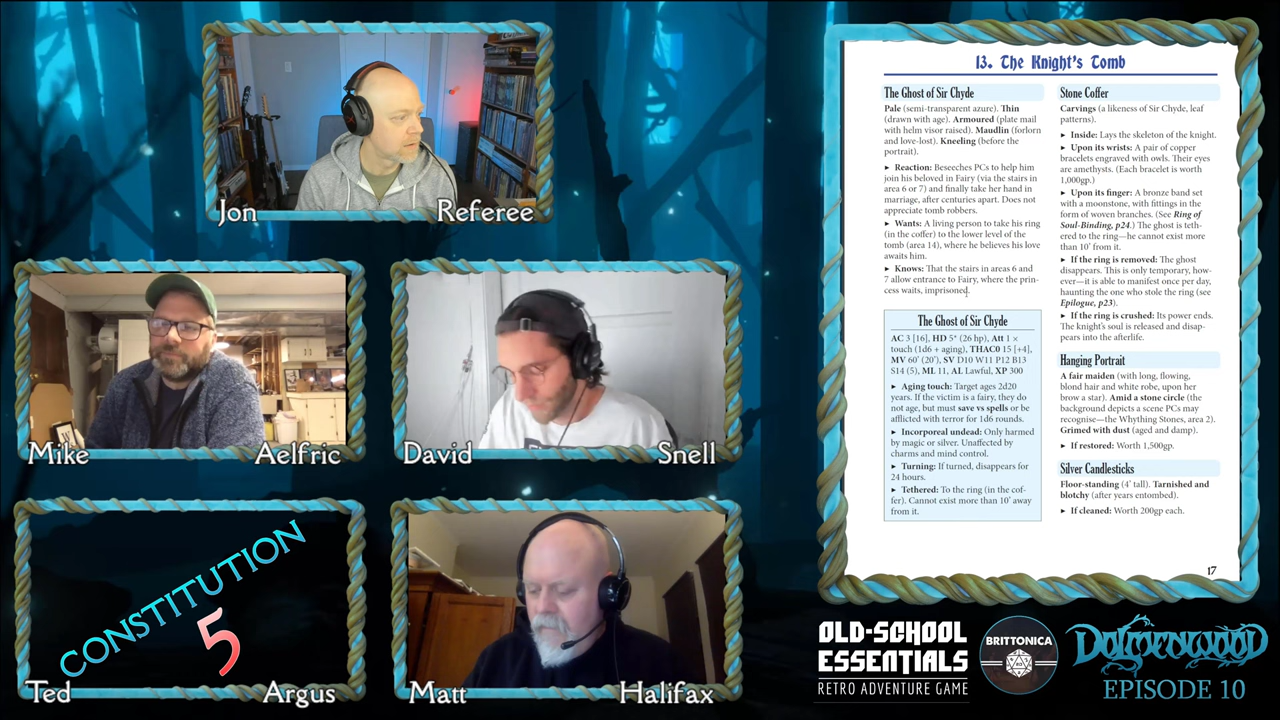 Jon Referee
Mike Aelfric
David Snell
CONSTITUTION
5
Ted Argus
Matt Halifax
13. The Knight's Tomb
The Ghost of Sir Chyde
Pale (semi-transparent azure). Thin
(drawn with age). Armoured (plate mail
with helm visor raised). Maudlin (forlorn
and love-lost). Kneeling (before the
portrait).
► Reaction: Beseeches PCs to help him
join his beloved in Fairy (via the stairs in
area 6 or 7) and finally take her hand in
marriage, after centuries apart. Does not
appreciate tomb robbers.
► Wants: A living person to take his ring
(in the coffer) to the lower level of the
tomb (area 14), where he believes his love
awaits him.
► Knows: That the stairs in areas 6 and
7 allow entrance to Fairy, where the prin-
cess waits, imprisoned.
The Ghost of Sir Chyde
AC 3 [16], HD 5* (26 hp), Att 1 ×
touch (1d6 + aging), THAC0 15 [+4],
MV 60' (20'), SV D10 W11 P12 B13
S14 (5), ML 11, AL Lawful, XP 300
► Aging touch: Target ages 2d20
years. If the victim is a fairy, they do
not age, but must save vs spells or be
afflicted with terror for 1d6 rounds.
► Incorporeal undead: Only harmed
by magic or silver. Unaffected by
charms and mind control.
► Turning: If turned, disappears for
24 hours.
► Tethered: To the ring (in the cof-
fer). Cannot exist more than 10' away
from it.
Stone Coffer
Carvings (a likeness of Sir Chyde, leaf
patterns).
► Inside: Lays the skeleton of the knight.
► Upon its wrists: A pair of copper
bracelets engraved with owls. Their eyes
are amethysts. (Each bracelet is worth
1,000gp.)
► Upon its finger: A bronze band set
with a moonstone, with fittings in the
form of woven branches. (See Ring of
Soul-Binding, p24.) The ghost is teth-
ered to the ring—he cannot exist more
than 10' from it.
► If the ring is removed: The ghost
disappears. This is only temporary, how-
ever—it is able to manifest once per day,
haunting the one who stole the ring (see
Epilogue, p23).
► If the ring is crushed: Its power ends.
The knight's soul is released and disap-
pears into the afterlife.
Hanging Portrait
A fair maiden (with long, flowing,
blond hair and white robe, upon her
brow a star). Amid a stone circle (the
background depicts a scene PCs may
recognise—the Whything Stones, area 2).
Grimed with dust (aged and damp).
► If restored: Worth 1,500gp.
Silver Candlesticks
Floor-standing (4' tall). Tarnished and
blotchy (after years entombed).
► If cleaned: Worth 200gp each.
17
OLD-SCHOOL
ESSENTIALS
RETRO ADVENTURE GAME
BRITTONICA
DOLMENWOOD
EPISODE 10